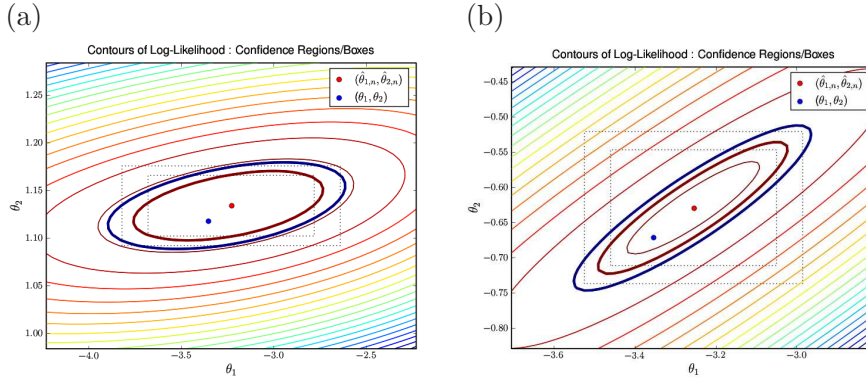 (a)
Contours of Log-Likelihood : Confidence Regions/Boxes
(θ̂₁,ₙ, θ̂₂,ₙ)
(θ₁, θ₂)
1.25
1.20
1.15
1.10
1.05
1.00
θ₂
−4.0 −3.5 −3.0 −2.5
θ₁
(b)
Contours of Log-Likelihood : Confidence Regions/Boxes
(θ̂₁,ₙ, θ̂₂,ₙ)
(θ₁, θ₂)
−0.45
−0.50
−0.55
−0.60
−0.65
−0.70
−0.75
−0.80
θ₂
−3.6 −3.4 −3.2 −3.0
θ₁